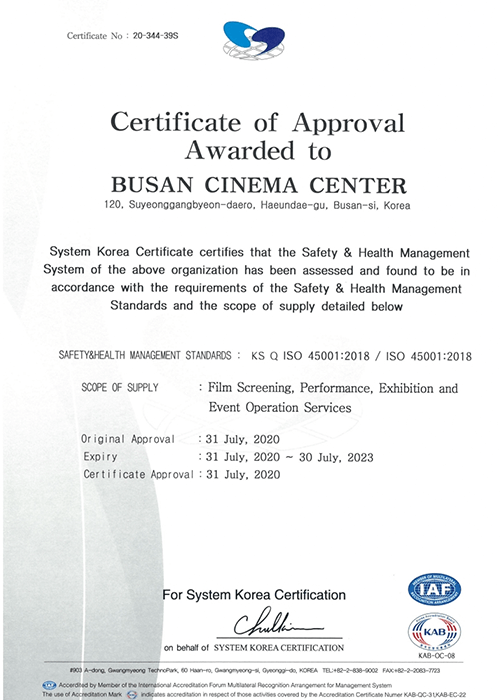 Certificate No : 20-344-39S
Certificate of Approval
Awarded to
BUSAN CINEMA CENTER
120, Suyeonggangbyeon-daero, Haeundae-gu, Busan-si, Korea
System Korea Certificate certifies that the Safety & Health Management
System of the above organization has been assessed and found to be in
accordance with the requirements of the Safety & Health Management
Standards and the scope of supply detailed below
SAFETY&HEALTH MANAGEMENT STANDARDS : KS Q ISO 45001:2018 / ISO 45001:2018
SCOPE OF SUPPLY : Film Screening, Performance, Exhibition and
Event Operation Services
Original Approval : 31 July, 2020
Expiry : 31 July, 2020 ~ 30 July, 2023
Certificate Approval : 31 July, 2020
For System Korea Certification
on behalf of SYSTEM KOREA CERTIFICATION
IAF
KAB
KAB-QC-08
#903 A-dong, Gwangmyeong TechnoPark, 60 Haan-ro, Gwangmyeong-si, Gyeonggi-do, KOREA TEL:+82-2-838-9002 FAX:+82-2-2083-7723
Accerdited by Member of the International Accreditation Forum Multilateral Recognition Arrangement for Management System
The use of Accreditation Mark indicates accreditation in respect of those activities covered by the Accreditation Certificate Numer KAB-QC-31\KAB-EC-22